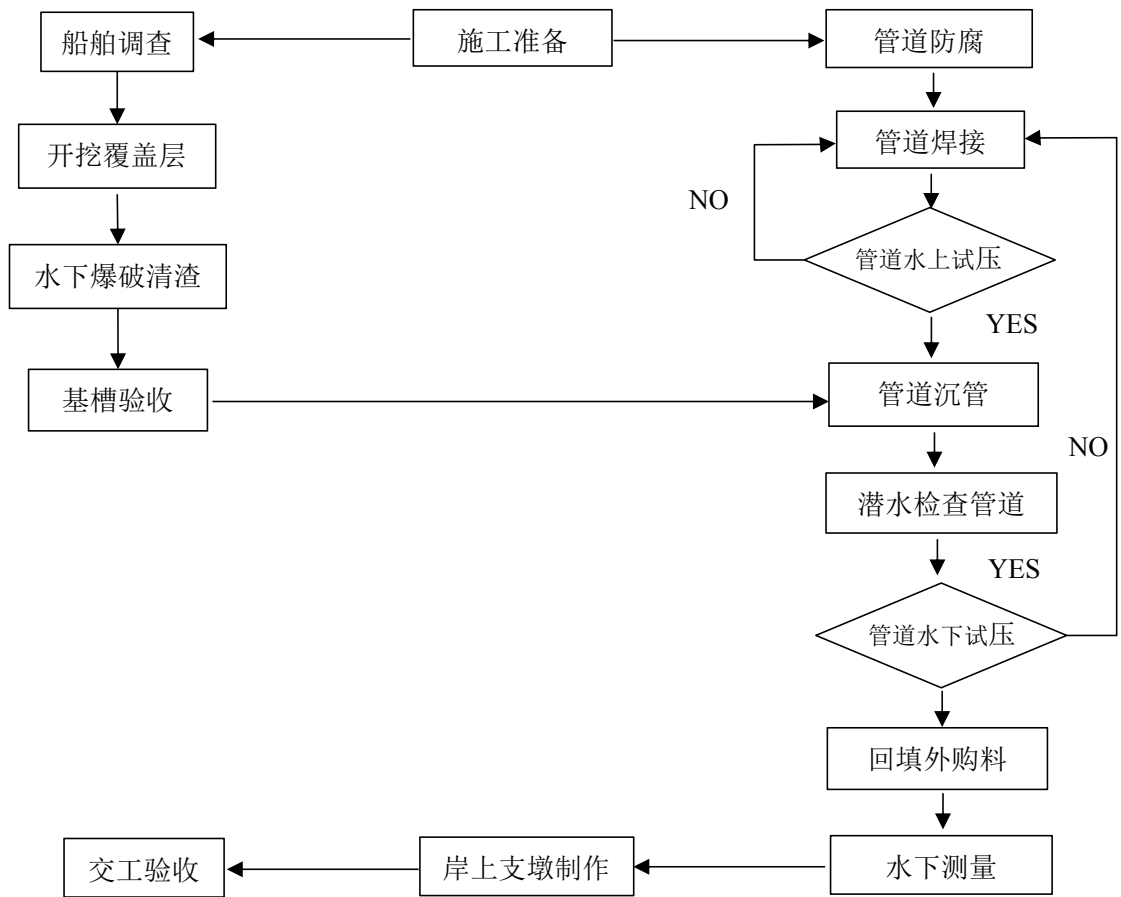 船舶调查
施工准备
管道防腐
开挖覆盖层
管道焊接
NO
水下爆破清渣
管道水上试压
YES
基槽验收
管道沉管
NO
潜水检查管道
YES
管道水下试压
回填外购料
交工验收
岸上支墩制作
水下测量